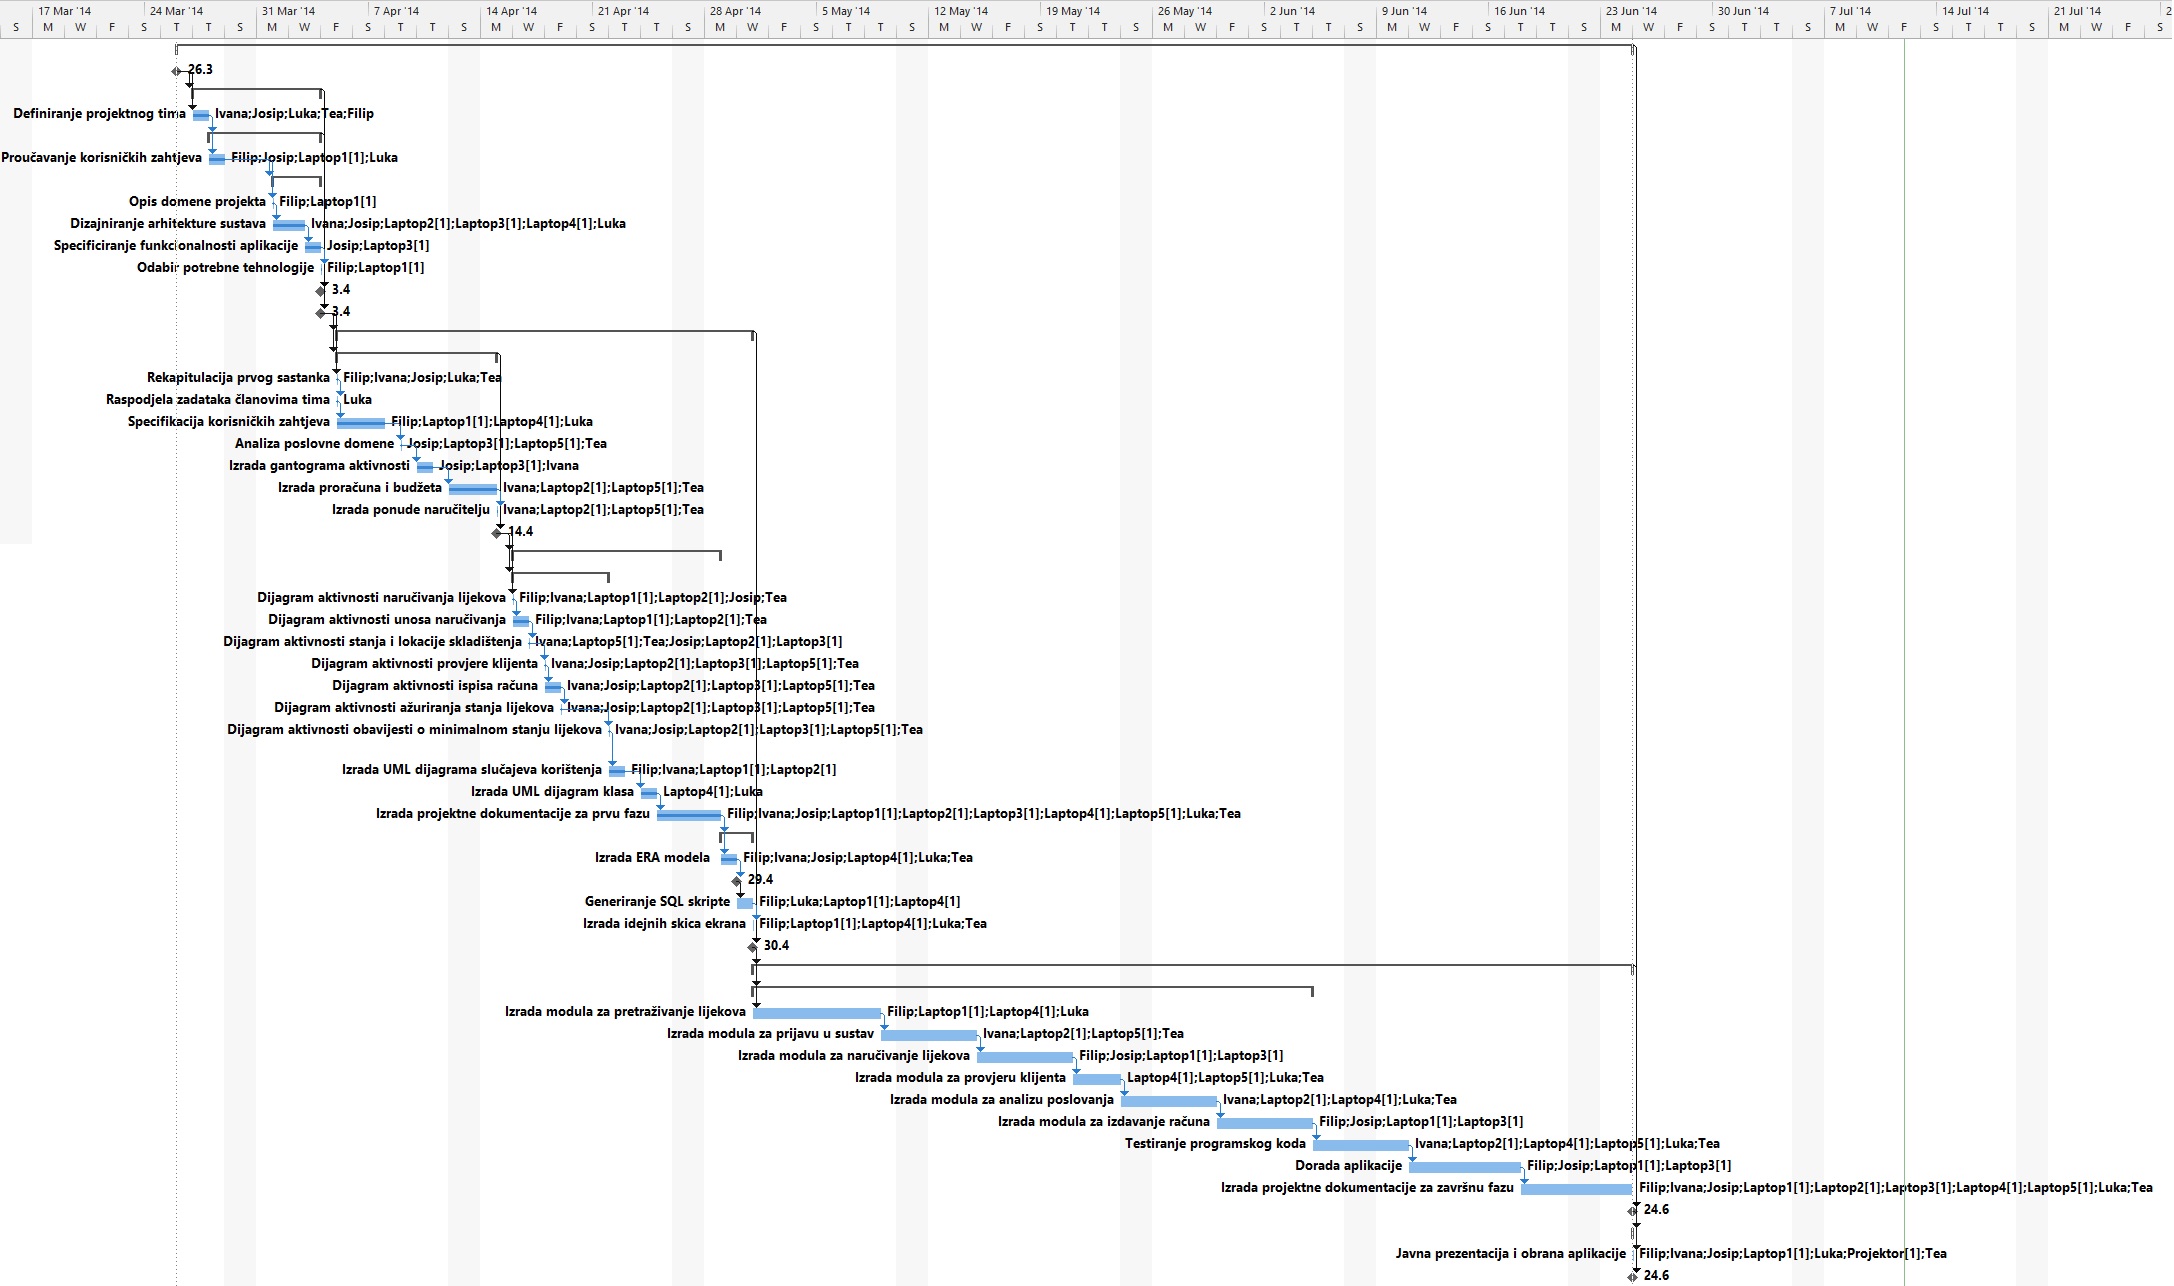 17 Mar '14 24 Mar '14 31 Mar '14 7 Apr '14 14 Apr '14 21 Apr '14 28 Apr '14 5 May '14 12 May '14 19 May '14 26 May '14 2 Jun '14 9 Jun '14 16 Jun '14 23 Jun '14 30 Jun '14 7 Jul '14 14 Jul '14 21 Jul '14 2
S M W F S T T S M W F S T T S M W F S T T S M W F S T T S M W F S T T S M W F S T T S M W F S T T S M W F S T T S M W F S T T S M W F S
26.3
Definiranje projektnog tima Ivana;Josip;Luka;Tea;Filip
Proučavanje korisničkih zahtjeva Filip;Josip;Laptop1[1];Luka
Opis domene projekta Filip;Laptop1[1]
Dizajniranje arhitekture sustava Ivana;Josip;Laptop2[1];Laptop3[1];Laptop4[1];Luka
Specificiranje funkcionalnosti aplikacije Josip;Laptop3[1]
Odabir potrebne tehnologije Filip;Laptop1[1]
3.4
3.4
Rekapitulacija prvog sastanka Filip;Ivana;Josip;Luka;Tea
Raspodjela zadataka članovima tima Luka
Specifikacija korisničkih zahtjeva Filip;Laptop1[1];Laptop4[1];Luka
Analiza poslovne domene Josip;Laptop3[1];Laptop5[1];Tea
Izrada gantograma aktivnosti Josip;Laptop3[1];Ivana
Izrada proračuna i budžeta Ivana;Laptop2[1];Laptop5[1];Tea
Izrada ponude naručitelju Ivana;Laptop2[1];Laptop5[1];Tea
14.4
Dijagram aktivnosti naručivanja lijekova Filip;Ivana;Laptop1[1];Laptop2[1];Josip;Tea
Dijagram aktivnosti unosa naručivanja Filip;Ivana;Laptop1[1];Laptop2[1];Tea
Dijagram aktivnosti stanja i lokacije skladištenja Ivana;Laptop5[1];Tea;Josip;Laptop2[1];Laptop3[1]
Dijagram aktivnosti provjere klijenta Ivana;Josip;Laptop2[1];Laptop3[1];Laptop5[1];Tea
Dijagram aktivnosti ispisa računa Ivana;Josip;Laptop2[1];Laptop3[1];Laptop5[1];Tea
Dijagram aktivnosti ažuriranja stanja lijekova Ivana;Josip;Laptop2[1];Laptop3[1];Laptop5[1];Tea
Dijagram aktivnosti obavijesti o minimalnom stanju lijekova Ivana;Josip;Laptop2[1];Laptop3[1];Laptop5[1];Tea
Izrada UML dijagrama slučajeva korištenja Filip;Ivana;Laptop1[1];Laptop2[1]
Izrada UML dijagram klasa Laptop4[1];Luka
Izrada projektne dokumentacije za prvu fazu Filip;Ivana;Josip;Laptop1[1];Laptop2[1];Laptop3[1];Laptop4[1];Laptop5[1];Luka;Tea
Izrada ERA modela Filip;Ivana;Josip;Laptop4[1];Luka;Tea
29.4
Generiranje SQL skripte Filip;Luka;Laptop1[1];Laptop4[1]
Izrada idejnih skica ekrana Filip;Laptop1[1];Laptop4[1];Luka;Tea
30.4
Izrada modula za pretraživanje lijekova Filip;Laptop1[1];Laptop4[1];Luka
Izrada modula za prijavu u sustav Ivana;Laptop2[1];Laptop5[1];Tea
Izrada modula za naručivanje lijekova Filip;Josip;Laptop1[1];Laptop3[1]
Izrada modula za provjeru klijenta Laptop4[1];Laptop5[1];Luka;Tea
Izrada modula za analizu poslovanja Ivana;Laptop2[1];Laptop4[1];Luka;Tea
Izrada modula za izdavanje računa Filip;Josip;Laptop1[1];Laptop3[1]
Testiranje programskog koda Ivana;Laptop2[1];Laptop4[1];Laptop5[1];Luka;Tea
Dorada aplikacije Filip;Josip;Laptop1[1];Laptop3[1]
Izrada projektne dokumentacije za završnu fazu Filip;Ivana;Josip;Laptop1[1];Laptop2[1];Laptop3[1];Laptop4[1];Laptop5[1];Luka;Tea
24.6
Javna prezentacija i obrana aplikacije Filip;Ivana;Josip;Laptop1[1];Luka;Projektor[1];Tea
24.6